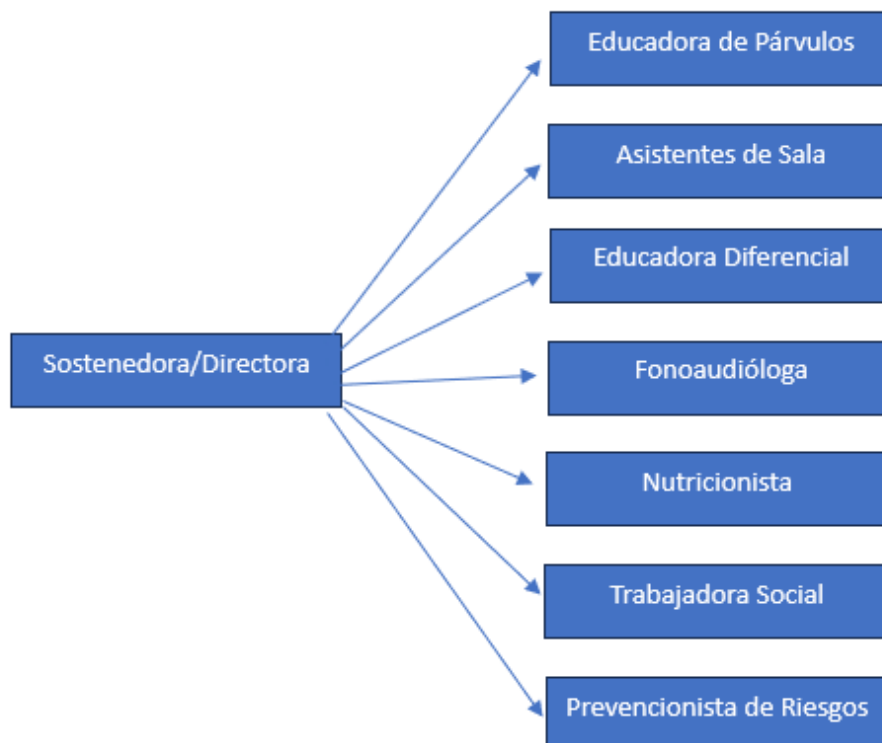 Educadora de Párvulos
Asistentes de Sala
Educadora Diferencial
Sostenedora/Directora
Fonoaudióloga
Nutricionista
Trabajadora Social
Prevencionista de Riesgos